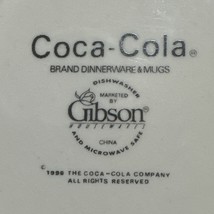 Coca-Cola®
BRAND DINNERWARE & MUGS
DISHWASHER
MARKETED
BY
Gibson®
HOUSEWARES
CHINA
AND MICROWAVE SAFE
© 1996 THE COCA-COLA COMPANY
ALL RIGHTS RESERVED